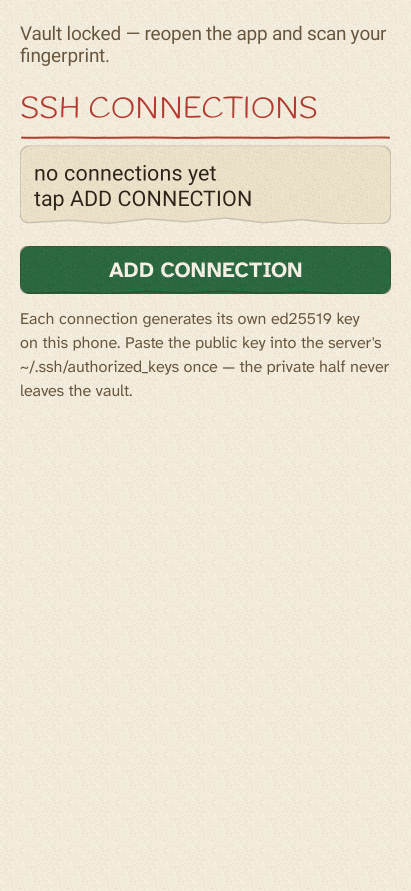 Vault locked — reopen the app and scan your
fingerprint.
SSH CONNECTIONS
no connections yet
tap ADD CONNECTION
ADD CONNECTION
Each connection generates its own ed25519 key
on this phone. Paste the public key into the server's
~/.ssh/authorized_keys once — the private half never
leaves the vault.